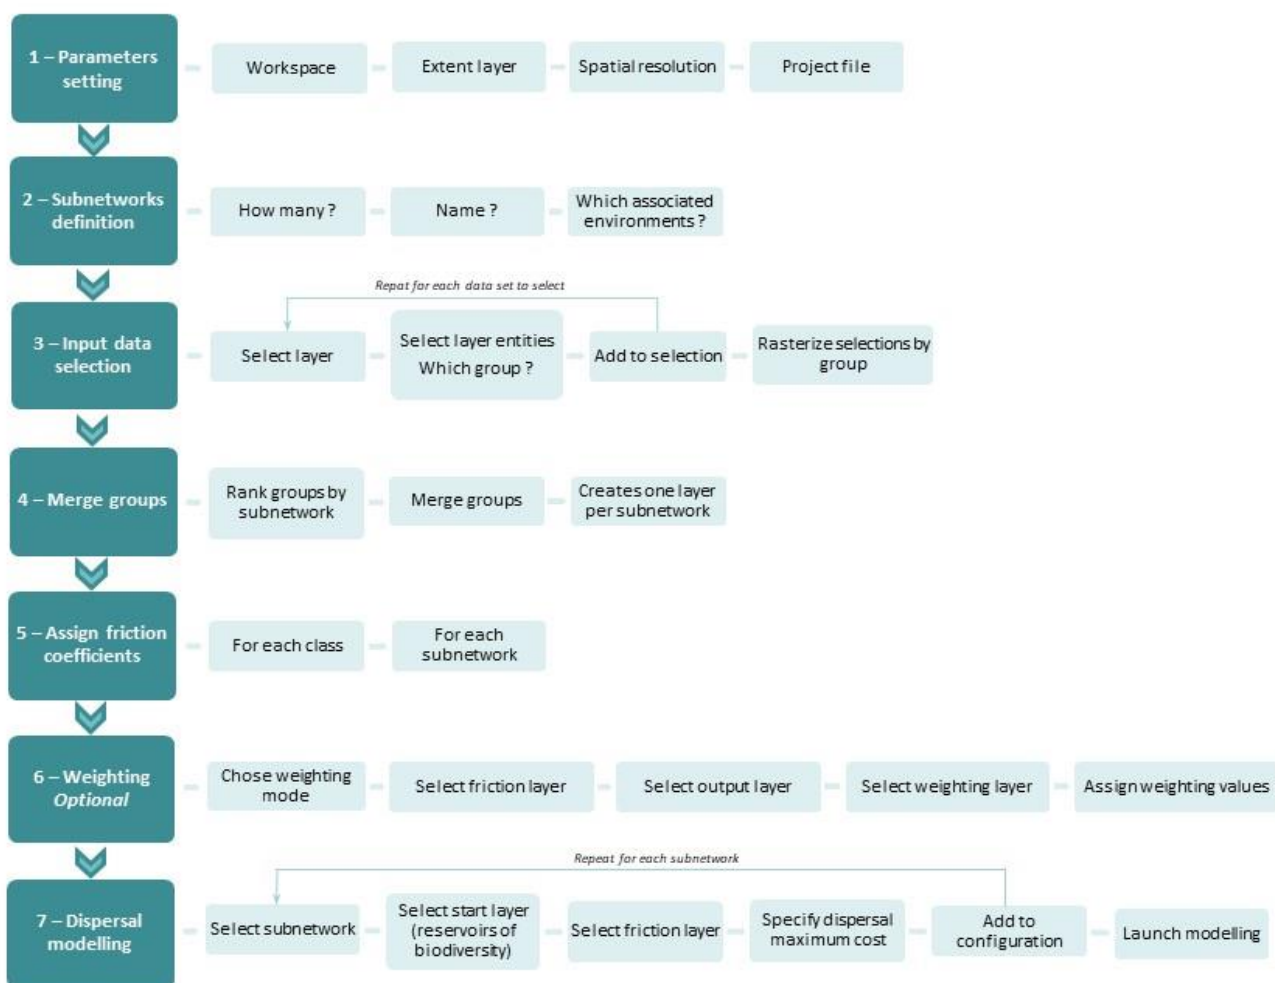 1 – Parameters
setting
Workspace
Extent layer
Spatial resolution
Project file
2 – Subnetworks
definition
How many ?
Name ?
Which associated
environments ?
Repat for each data set to select
3 – Input data
selection
Select layer
Select layer entities
Which group ?
Add to selection
Rasterize selections by
group
4 – Merge groups
Rank groups by
subnetwork
Merge groups
Creates one layer
per subnetwork
5 – Assign friction
coefficients
For each class
For each
subnetwork
6 – Weighting
Optional
Chose weighting
mode
Select friction layer
Select output layer
Select weighting layer
Assign weighting values
Repeat for each subnetwork
7 – Dispersal
modelling
Select subnetwork
Select start layer
(reservoirs of
biodiversity)
Select friction layer
Specify dispersal
maximum cost
Add to
configuration
Launch modelling